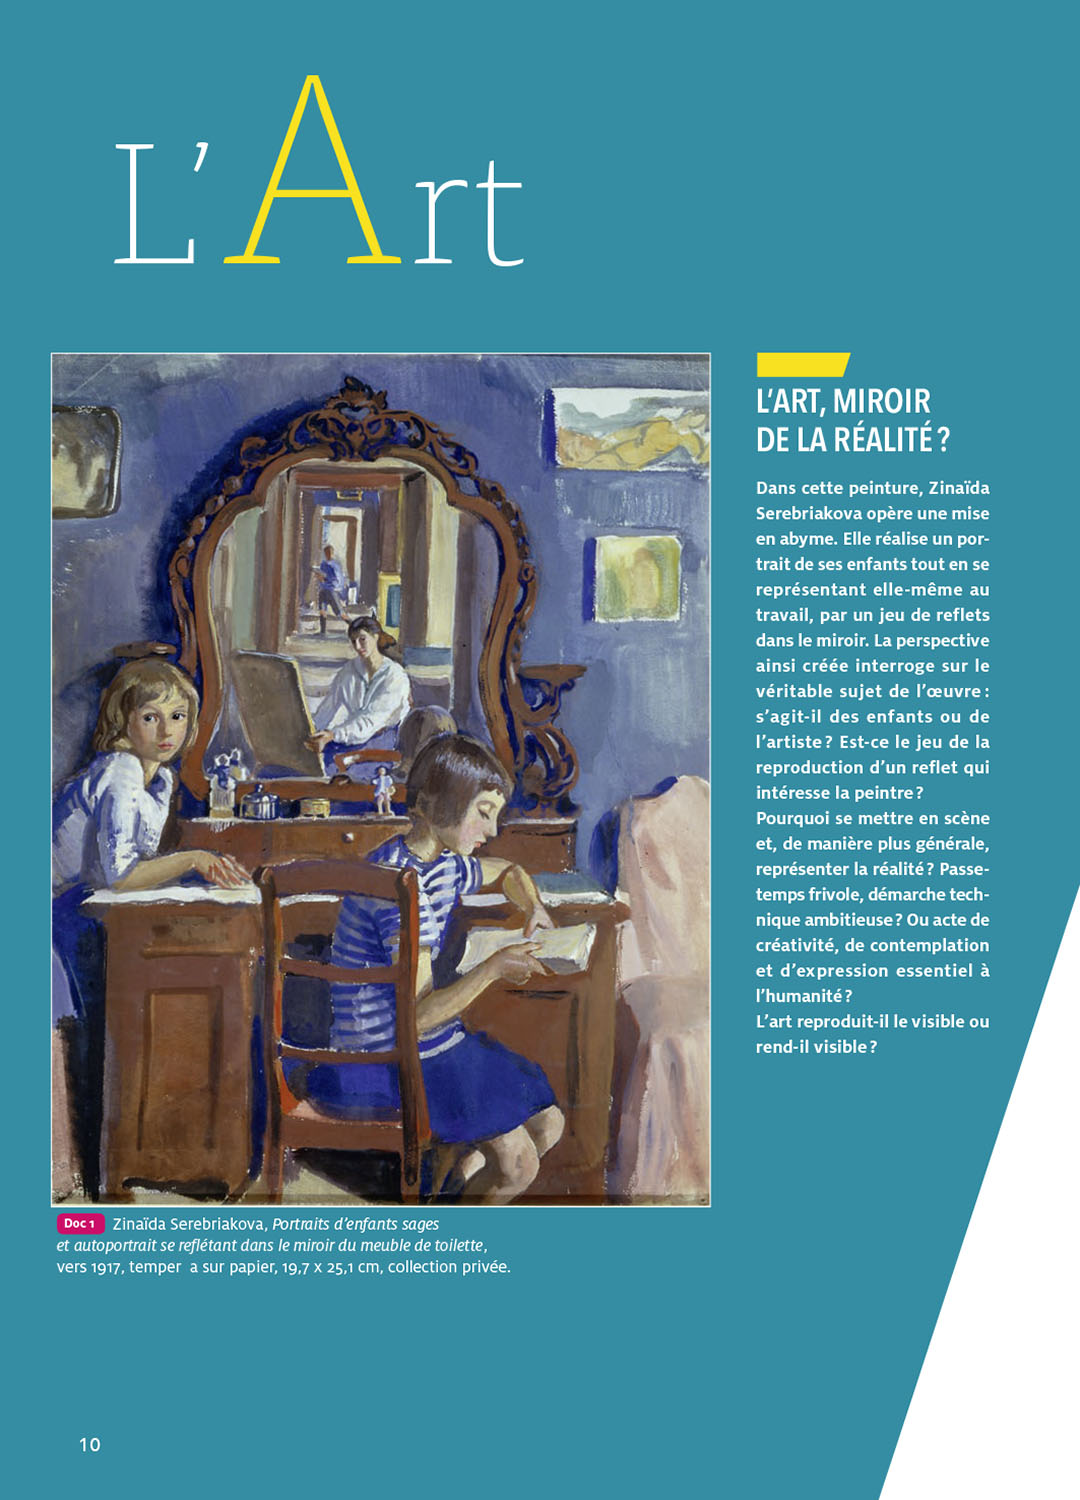 L'Art
L'ART, MIROIR
DE LA RÉALITÉ ?
Dans cette peinture, Zinaïda
Serebriakova opère une mise
en abyme. Elle réalise un por-
trait de ses enfants tout en se
représentant elle-même au
travail, par un jeu de reflets
dans le miroir. La perspective
ainsi créée interroge sur le
véritable sujet de l'œuvre :
s'agit-il des enfants ou de
l'artiste ? Est-ce le jeu de la
reproduction d'un reflet qui
intéresse la peintre ?
Pourquoi se mettre en scène
et, de manière plus générale,
représenter la réalité ? Passe-
temps frivole, démarche tech-
nique ambitieuse ? Ou acte de
créativité, de contemplation
et d'expression essentiel à
l'humanité ?
L'art reproduit-il le visible ou
rend-il visible ?
Doc 1 Zinaïda Serebriakova, Portraits d'enfants sages
et autoportrait se reflétant dans le miroir du meuble de toilette,
vers 1917, temper a sur papier, 19,7 x 25,1 cm, collection privée.
10